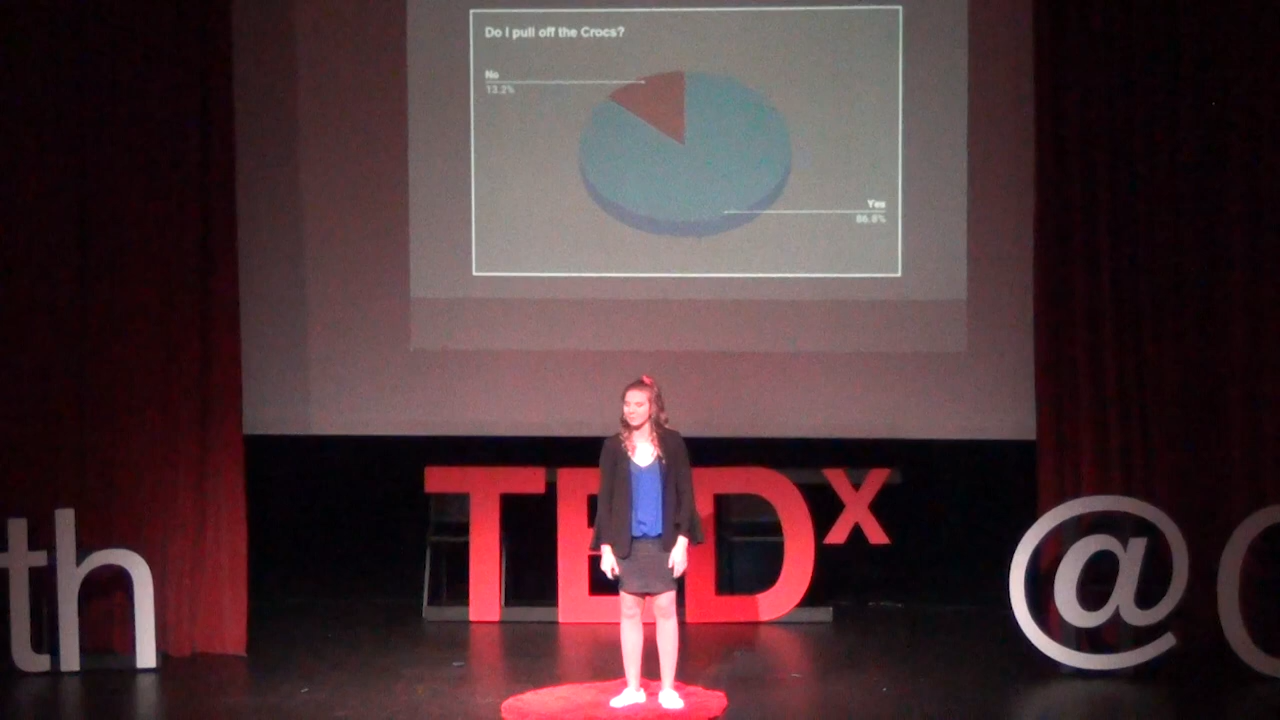 Do I pull off the Crocs?
No
13.2%
Yes
86.8%
TEDx
th
@